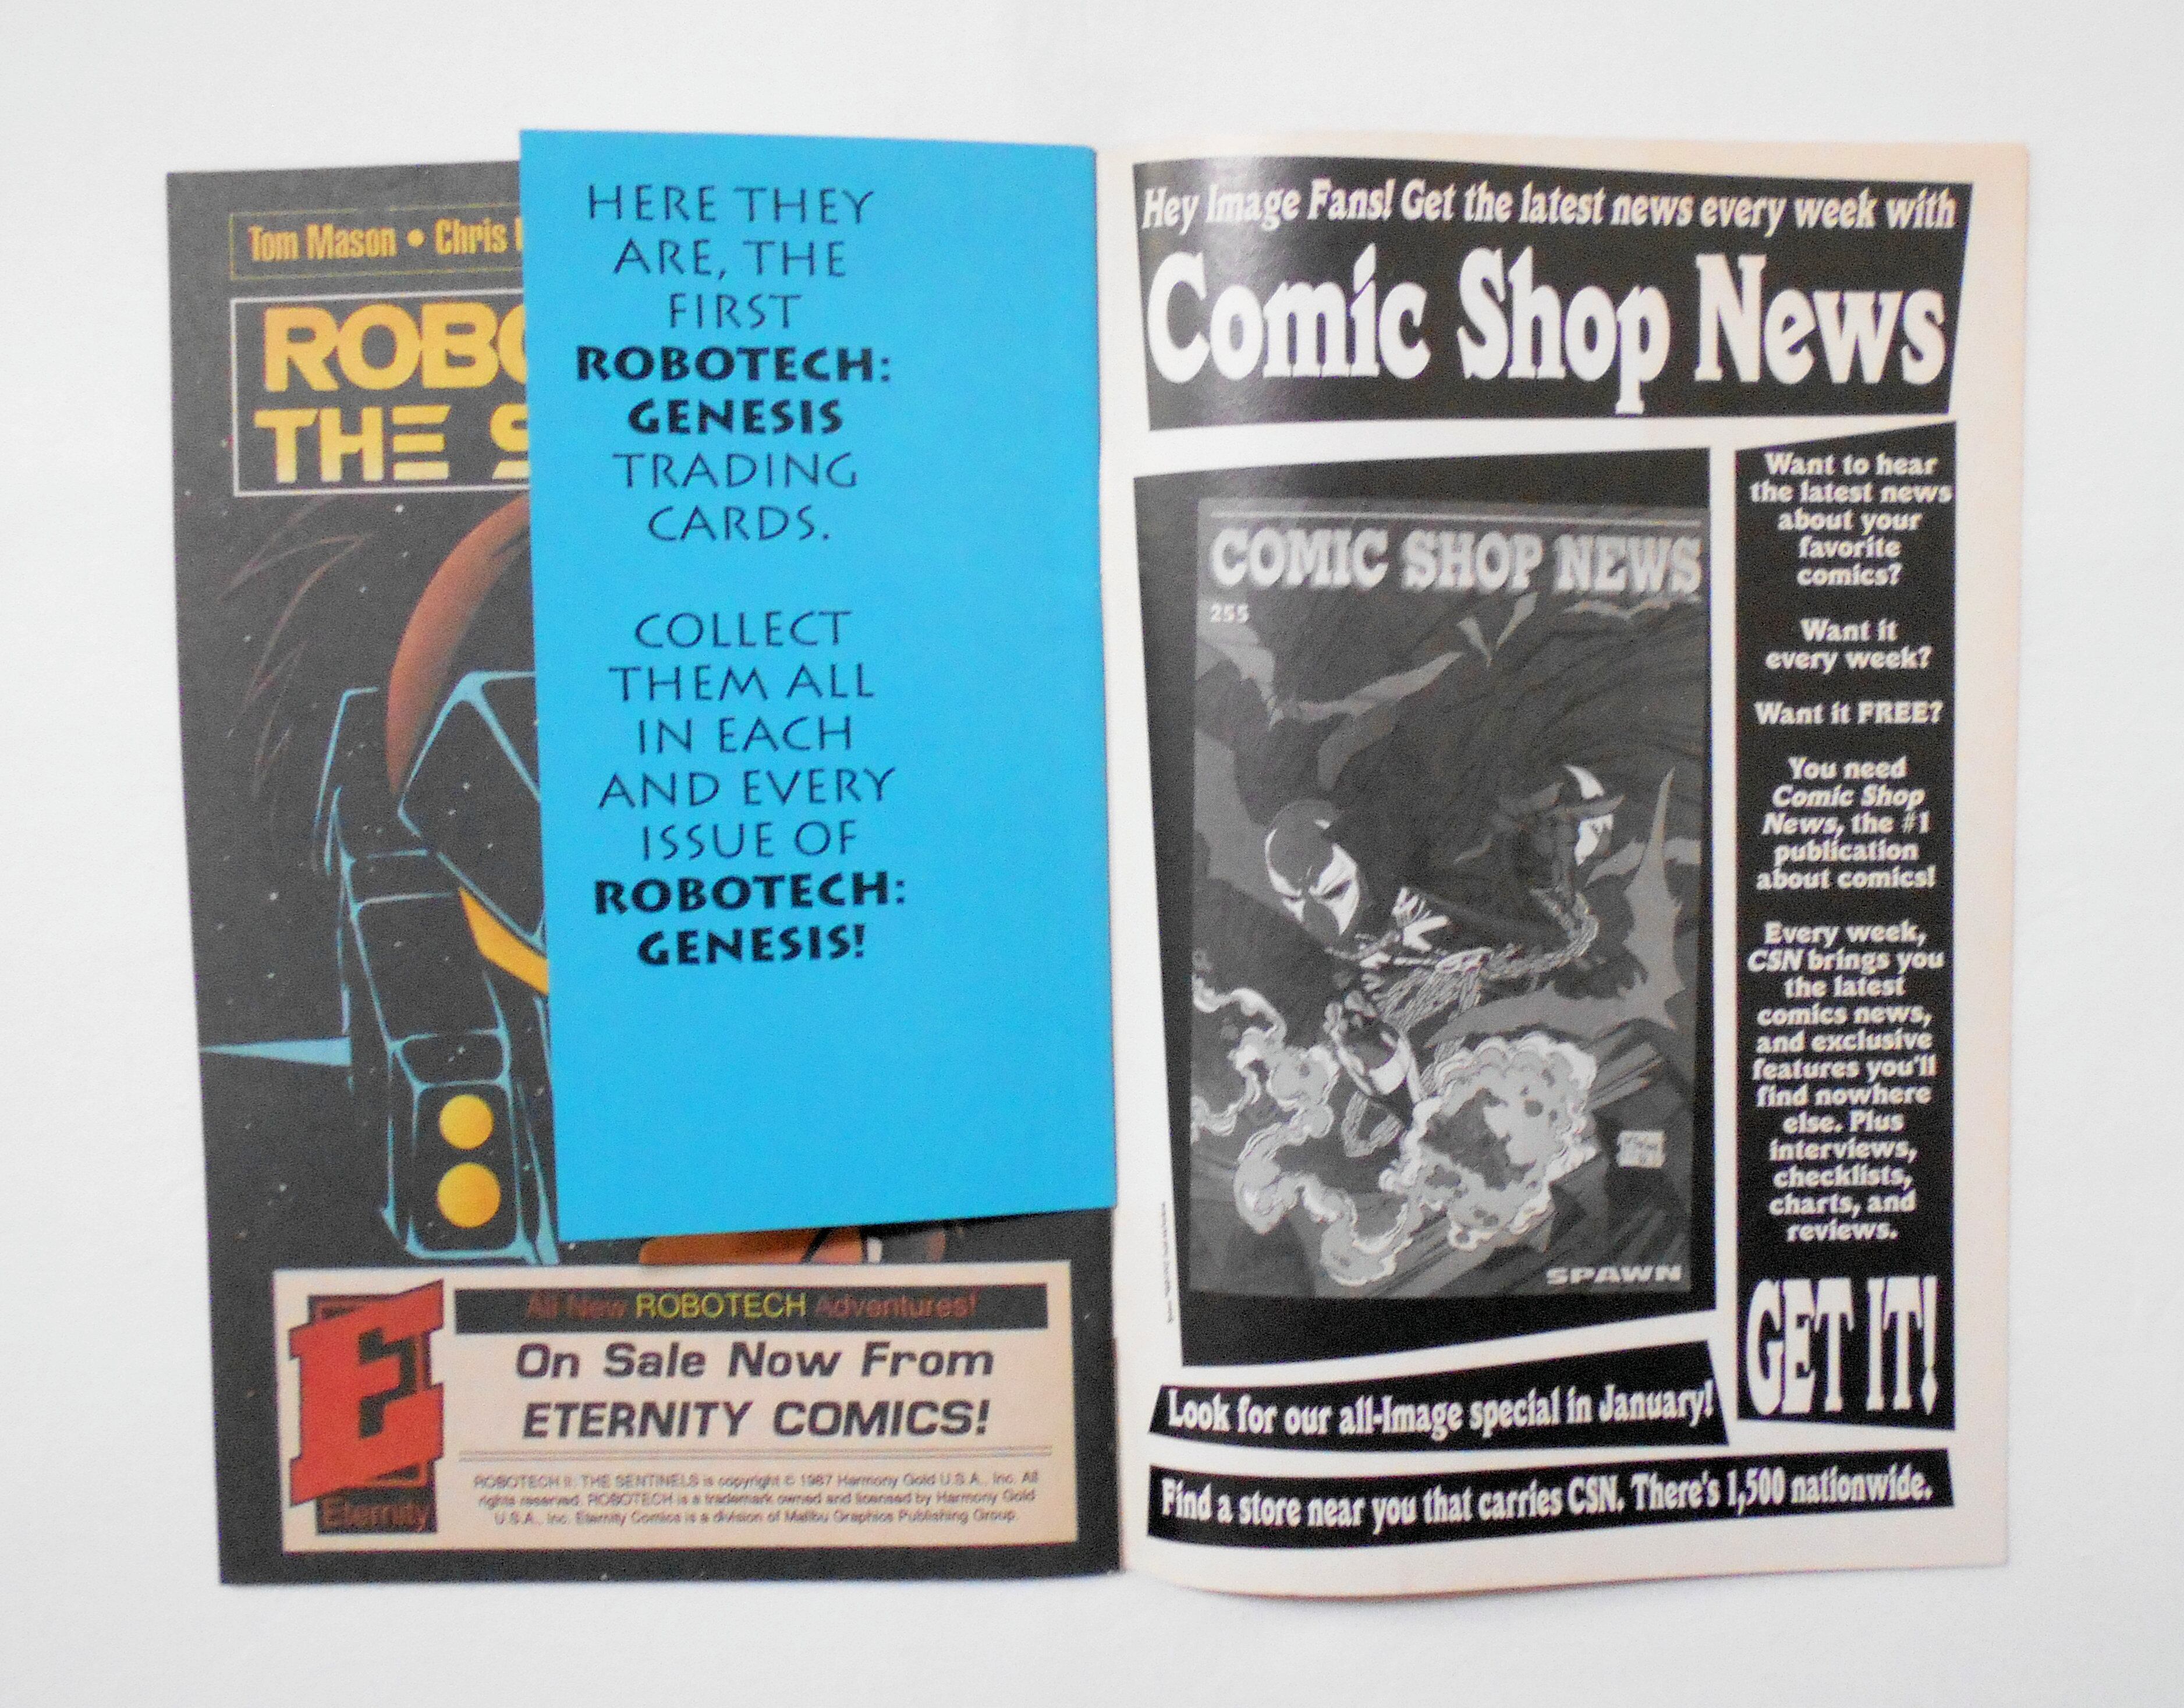 Tom Mason • Chris
ROBO
THE S
HERE THEY
ARE, THE
FIRST
ROBOTECH:
GENESIS
TRADING
CARDS.
COLLECT
THEM ALL
IN EACH
AND EVERY
ISSUE OF
ROBOTECH:
GENESIS!
E
Eternity
All New ROBOTECH Adventures!
On Sale Now From
ETERNITY COMICS!
ROBOTECH II: THE SENTINELS is copyright © 1987 Harmony Gold U.S.A., Inc. All
rights reserved. ROBOTECH is a trademark owned and licensed by Harmony Gold
U.S.A., Inc. Eternity Comics is a division of Malibu Graphics Publishing Group.
Hey Image Fans! Get the latest news every week with
Comic Shop News
COMIC SHOP NEWS
255
SPAWN
Want to hear
the latest news
about your
favorite
comics?
Want it
every week?
Want it FREE?
You need
Comic Shop
News, the #1
publication
about comics!
Every week,
CSN brings you
the latest
comics news,
and exclusive
features you'll
find nowhere
else. Plus
interviews,
checklists,
charts, and
reviews.
GET IT!
Look for our all-Image special in January!
Find a store near you that carries CSN. There's 1,500 nationwide.